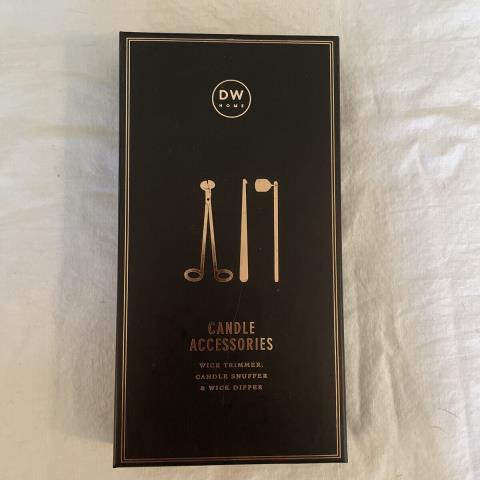 DW
HOME
CANDLE
ACCESSORIES
WICK TRIMMER,
CANDLE SNUFFER
& WICK DIPPER